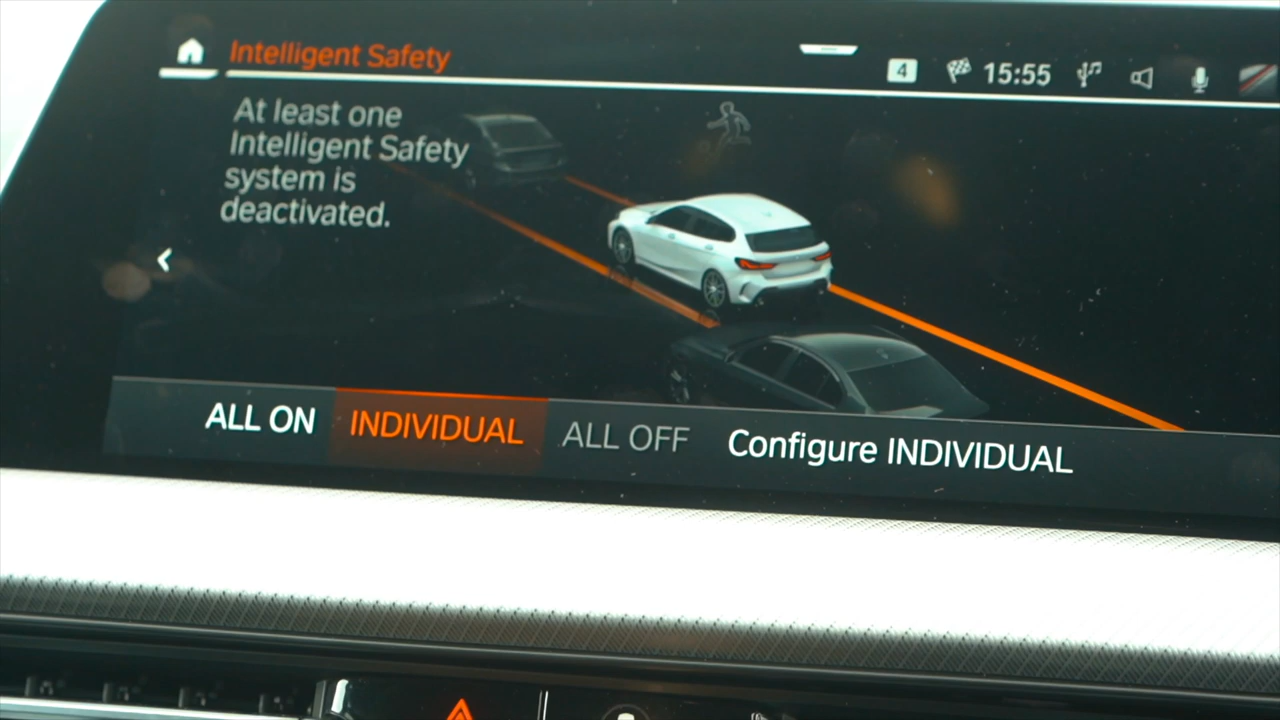 Intelligent Safety
4
15:55
At least one
Intelligent Safety
system is
deactivated.
ALL ON
INDIVIDUAL
ALL OFF
Configure INDIVIDUAL